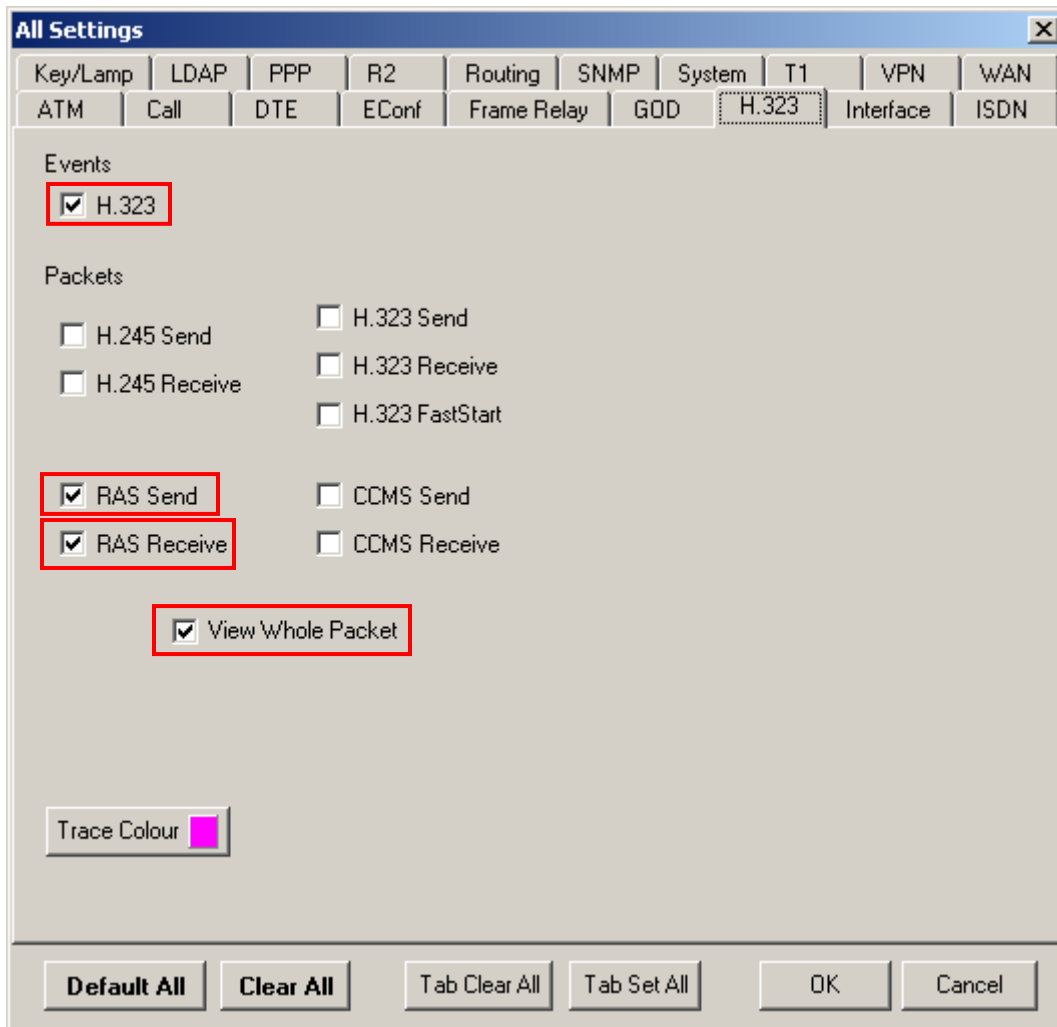 All Settings
Key/Lamp LDAP PPP R2 Routing SNMP System T1 VPN WAN
ATM Call DTE EConf Frame Relay GOD H.323 Interface ISDN
Events
H.323
Packets
H.245 Send
H.245 Receive
H.323 Send
H.323 Receive
H.323 FastStart
RAS Send
RAS Receive
CCMS Send
CCMS Receive
View Whole Packet
Trace Colour
Default All Clear All Tab Clear All Tab Set All OK Cancel